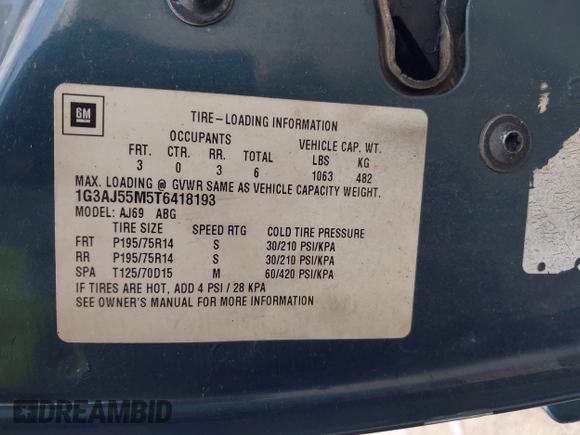 GM
TIRE-LOADING INFORMATION
OCCUPANTS VEHICLE CAP. WT.
FRT. CTR. RR. TOTAL LBS KG
3 0 3 6 1063 482
MAX. LOADING @ GVWR SAME AS VEHICLE CAPACITY WEIGHT.
1G3AJ55M5T6418193
MODEL: AJ69 ABG
TIRE SIZE SPEED RTG COLD TIRE PRESSURE
FRT P195/75R14 S 30/210 PSI/KPA
RR P195/75R14 S 30/210 PSI/KPA
SPA T125/70D15 M 60/420 PSI/KPA
IF TIRES ARE HOT, ADD 4 PSI / 28 KPA
SEE OWNER'S MANUAL FOR MORE INFORMATION
DREAMBID